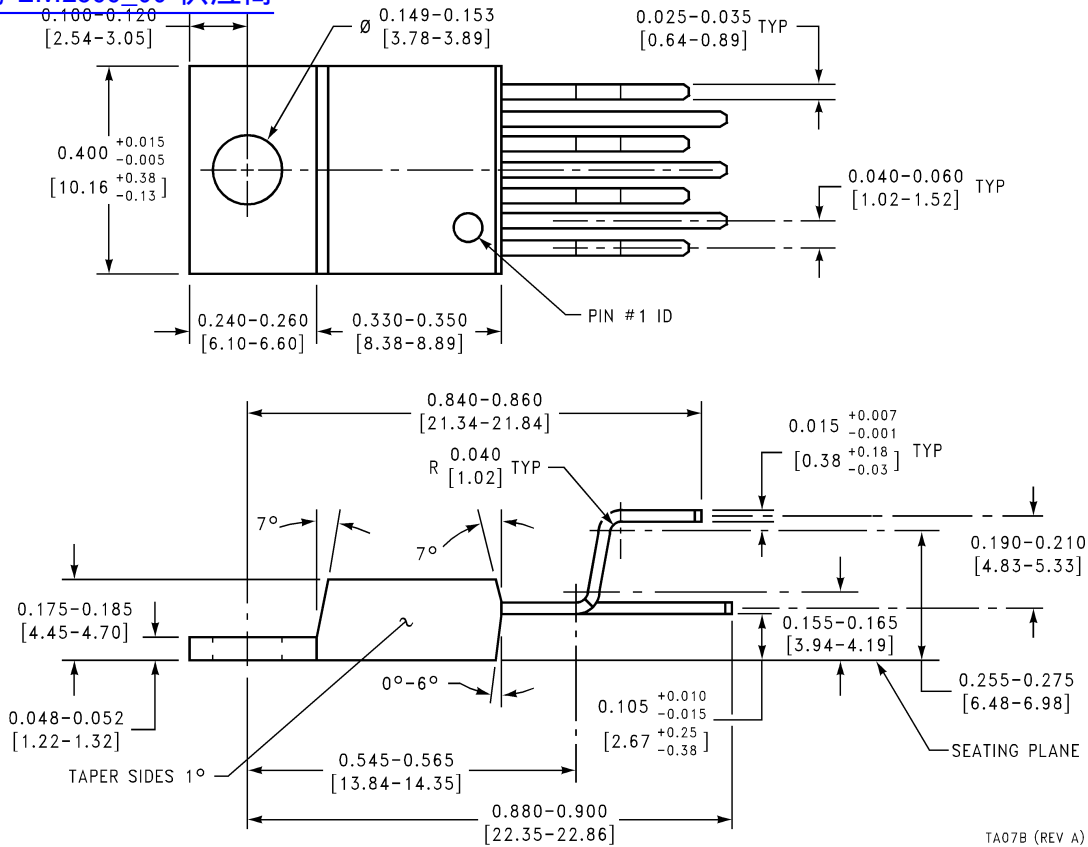 供应商
0.100-0.120
[2.54-3.05]
Ø 0.149-0.153
[3.78-3.89]
0.025-0.035 TYP
[0.64-0.89]
0.400 +0.015 -0.005
[10.16 +0.38 -0.13]
0.040-0.060 TYP
[1.02-1.52]
0.240-0.260
[6.10-6.60]
0.330-0.350
[8.38-8.89]
PIN #1 ID
0.840-0.860
[21.34-21.84]
R 0.040 TYP
[1.02]
0.015 +0.007 -0.001
[0.38 +0.18 -0.03] TYP
7°
7°
0.190-0.210
[4.83-5.33]
0.175-0.185
[4.45-4.70]
0.155-0.165
[3.94-4.19]
0.255-0.275
[6.48-6.98]
0°-6°
0.105 +0.010 -0.015
[2.67 +0.25 -0.38]
0.048-0.052
[1.22-1.32]
TAPER SIDES 1°
0.545-0.565
[13.84-14.35]
SEATING PLANE
0.880-0.900
[22.35-22.86]
TA07B (REV A)